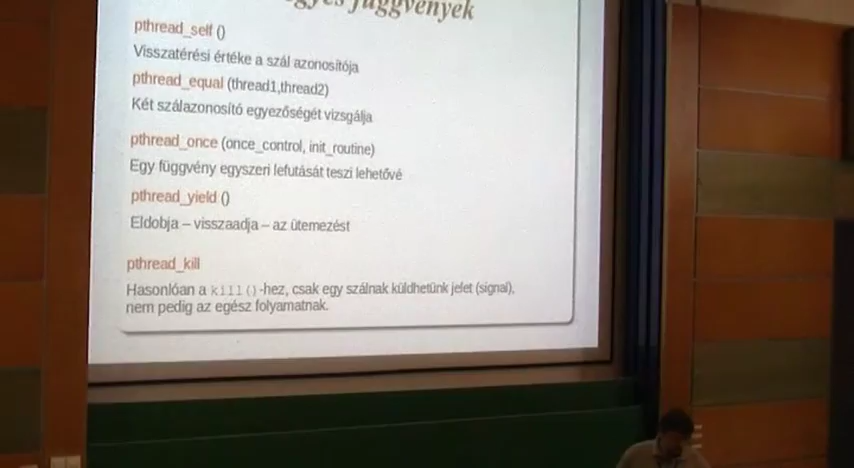 függvények
pthread_self ()
Visszatérési értéke a szál azonosítója
pthread_equal (thread1,thread2)
Két szálazonosító egyezőségét vizsgálja
pthread_once (once_control, init_routine)
Egy függvény egyszeri lefutását teszi lehetővé
pthread_yield ()
Eldobja – visszaadja – az ütemezést
pthread_kill
Hasonlóan a kill()-hez, csak egy szálnak küldhetünk jelet (signal),
nem pedig az egész folyamatnak.